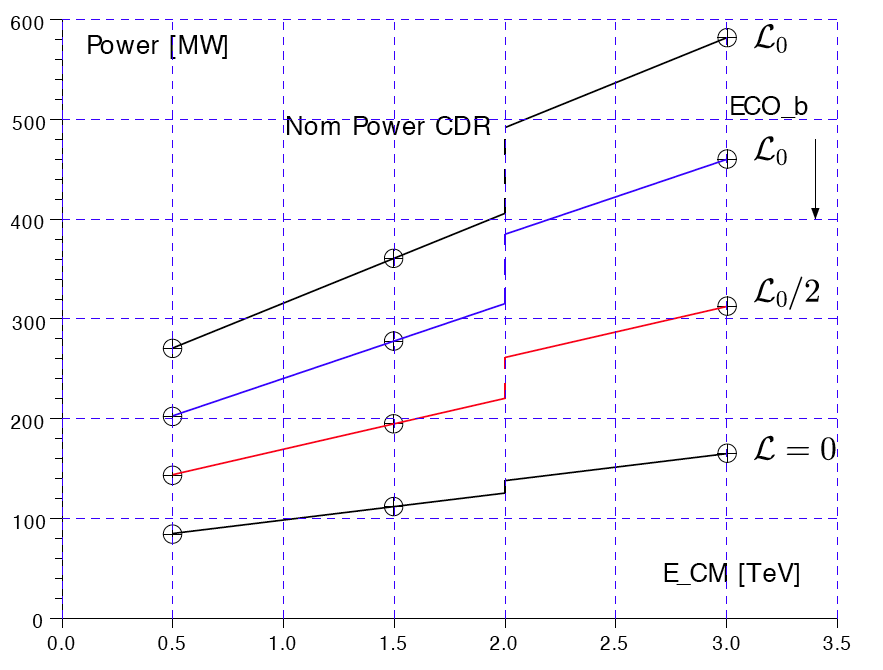 600
Power [MW]
ℒ₀
ECO_b
500
Nom Power CDR
ℒ₀
400
ℒ₀/2
300
200
ℒ = 0
100
E_CM [TeV]
0
0.0 0.5 1.0 1.5 2.0 2.5 3.0 3.5